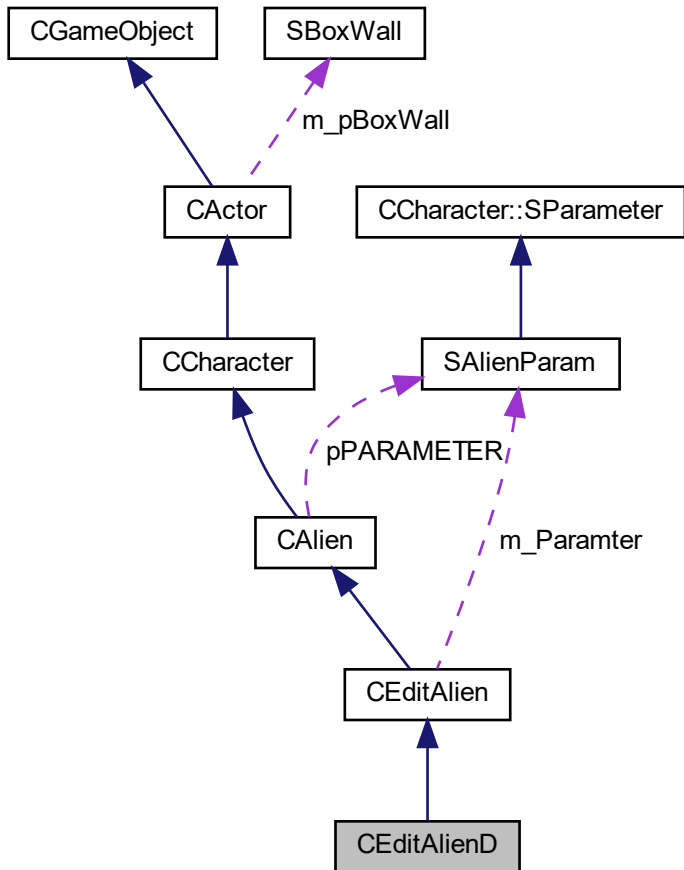 CGameObject
SBoxWall
m_pBoxWall
CActor
CCharacter::SParameter
CCharacter
SAlienParam
pPARAMETER
CAlien
m_Paramter
CEditAlien
CEditAlienD